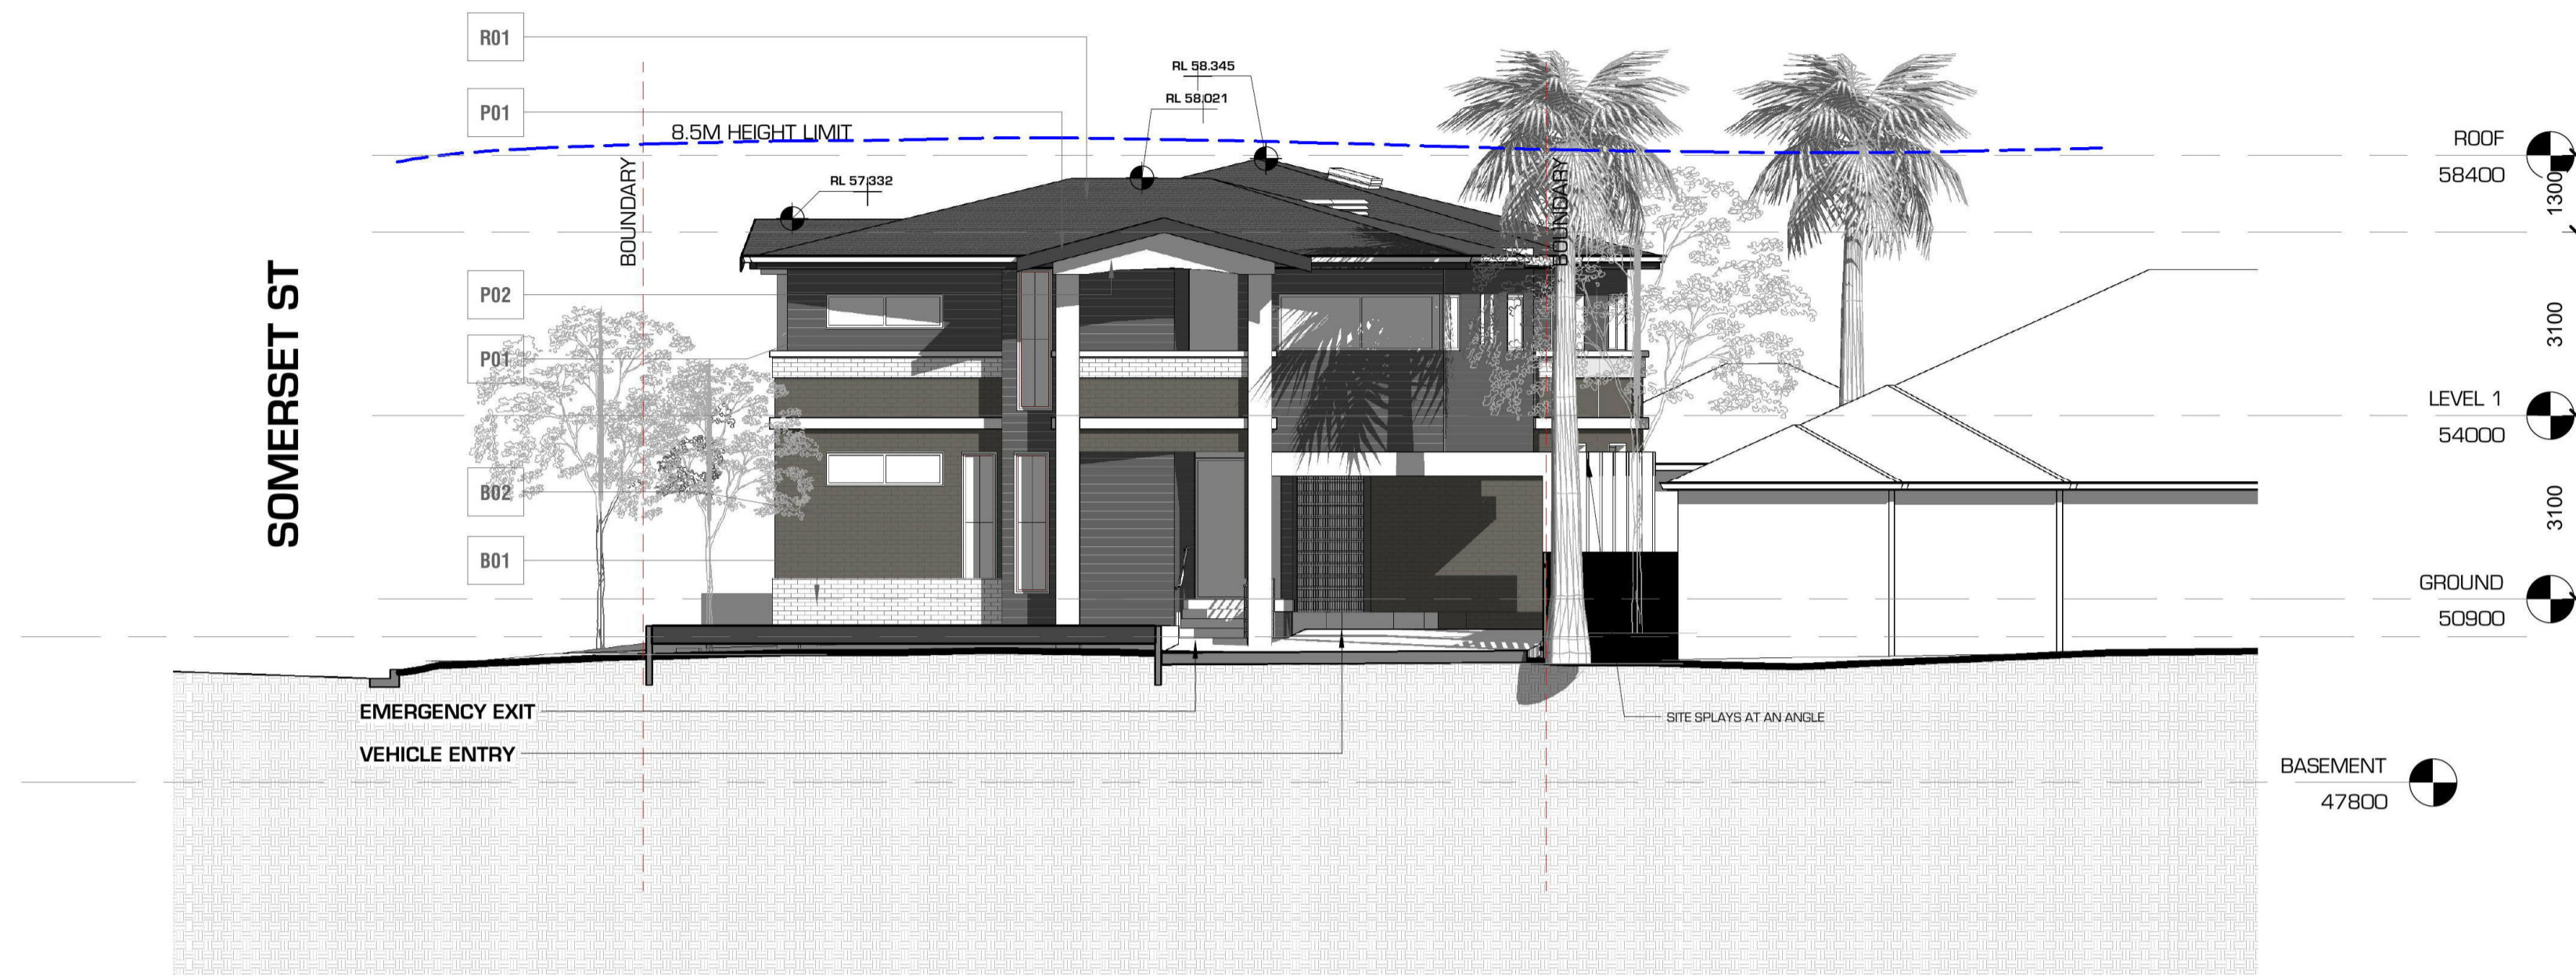 R01
P01
P02
P01
B02
B01
SOMERSET ST
BOUNDARY
8.5M HEIGHT LIMIT
RL 57.332
RL 58.021
RL 58.345
BOUNDARY
ROOF
58400
1300
3100
LEVEL 1
54000
3100
GROUND
50900
EMERGENCY EXIT
VEHICLE ENTRY
SITE SPLAYS AT AN ANGLE
BASEMENT
47800